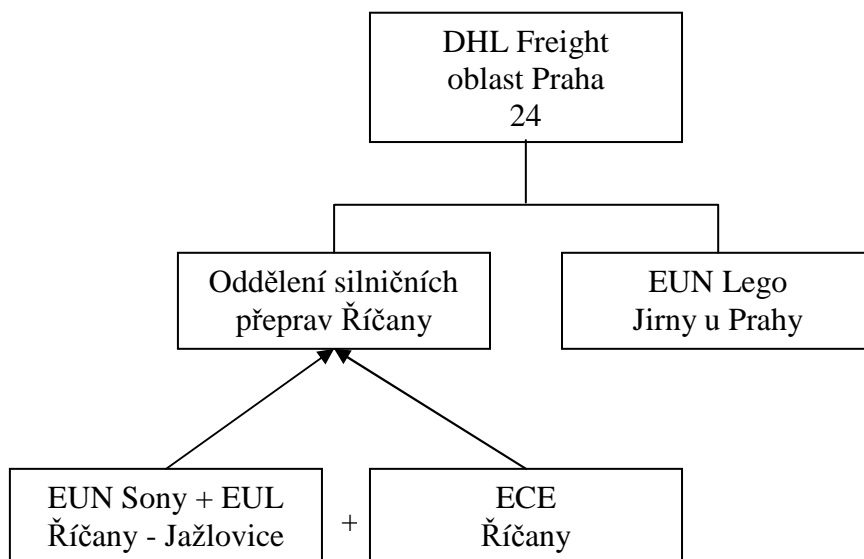 DHL Freight
oblast Praha
24
Oddělení silničních
přeprav Říčany
EUN Lego
Jirny u Prahy
EUN Sony + EUL
Říčany - Jažlovice
+
ECE
Říčany